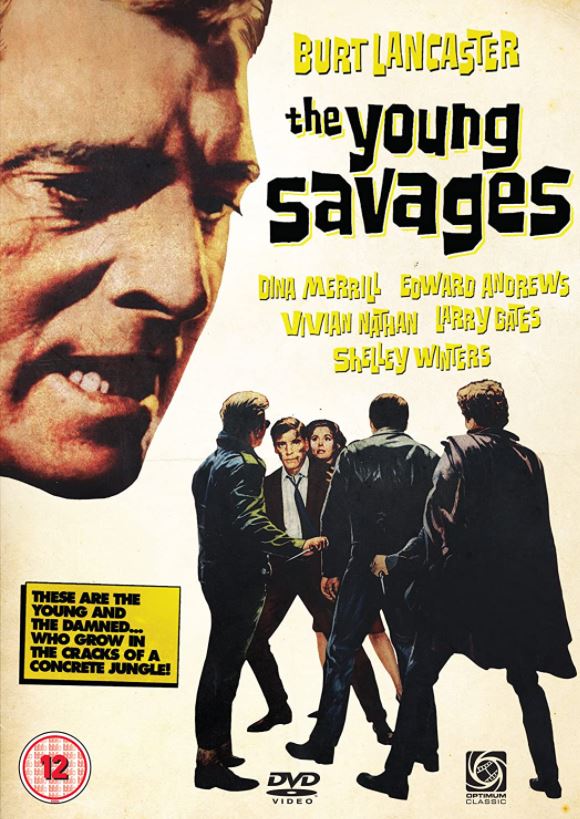 BURT LANCASTER
the young
savages
DINA MERRILL EDWARD ANDREWS
VIVIAN NATHAN LARRY GATES
SHELLEY WINTERS
THESE ARE THE
YOUNG AND
THE DAMNED...
WHO GROW IN
THE CRACKS OF A
CONCRETE JUNGLE!
12
DVD
VIDEO
OPTIMUM
CLASSIC